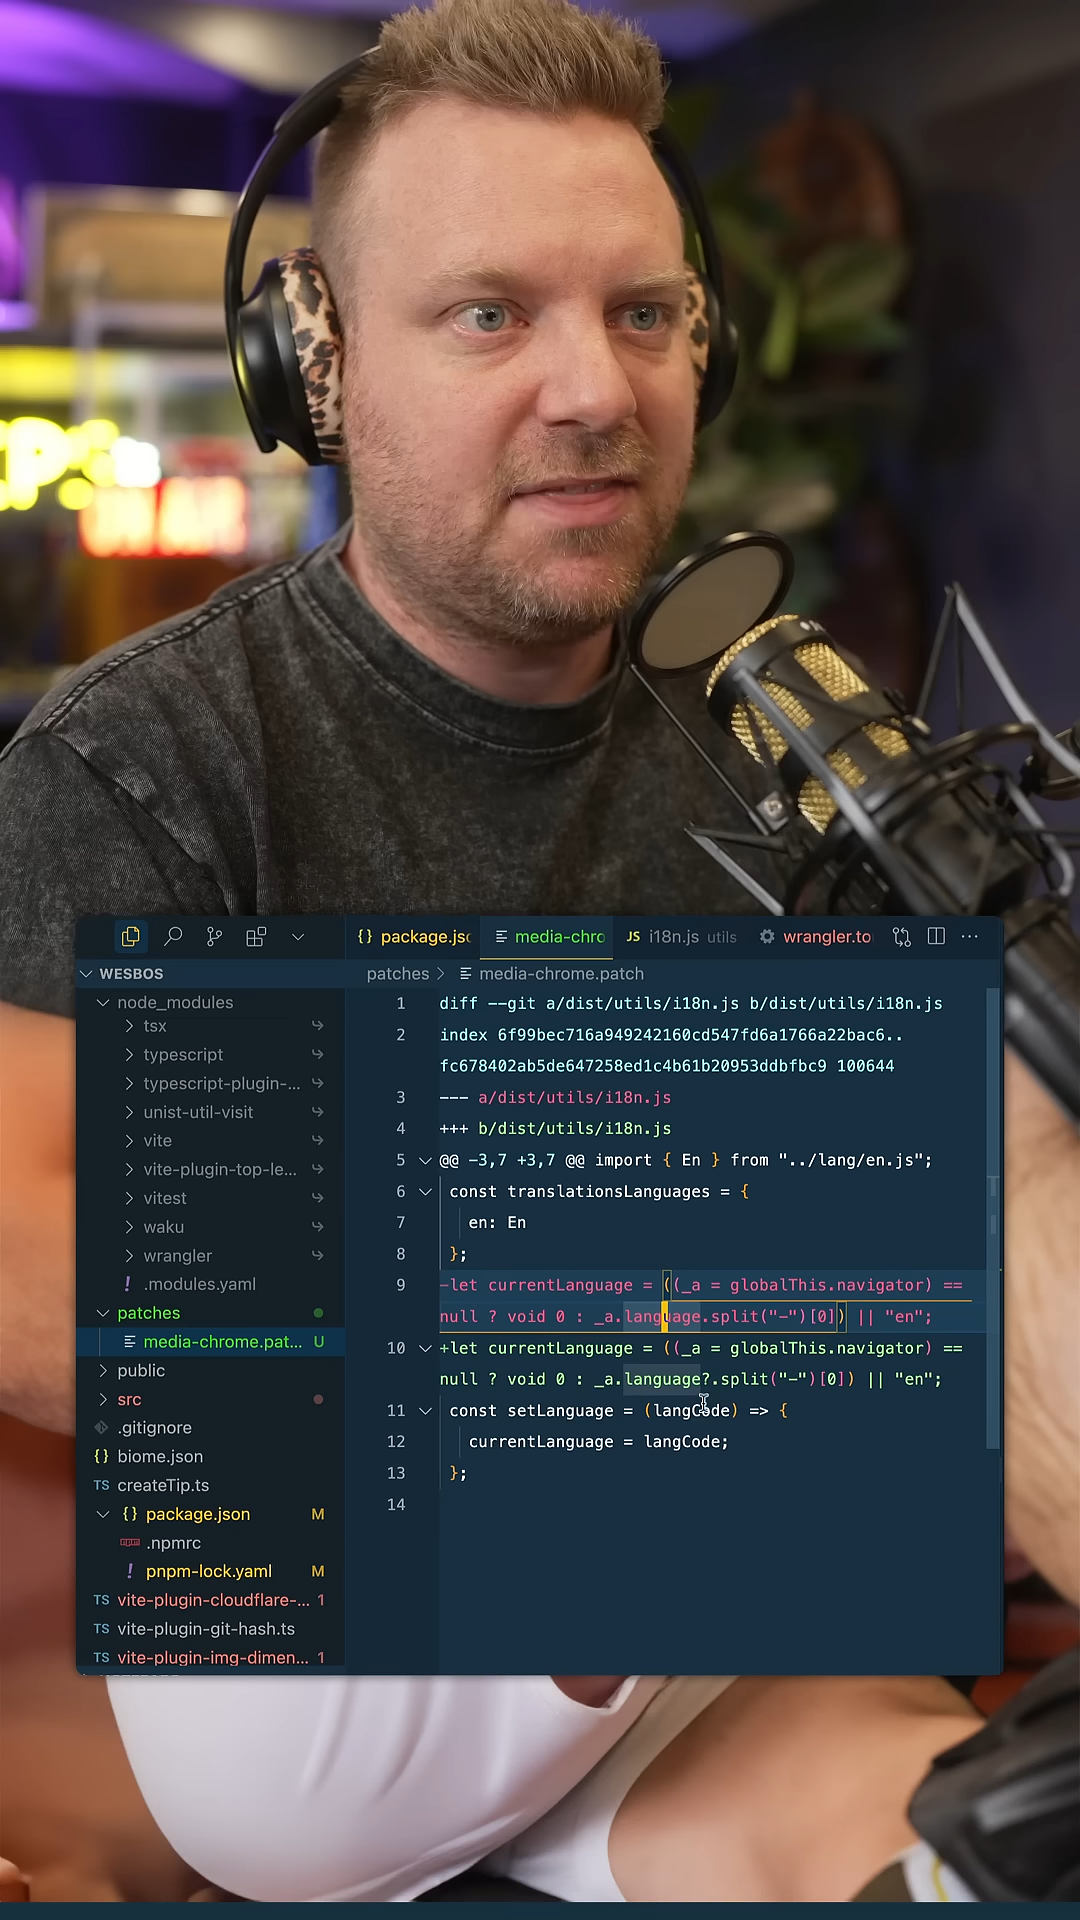 {} package.jsc
media-chro
JS i18n.js utils
wrangler.to
WESBOS
patches > media-chrome.patch
node_modules
tsx
typescript
typescript-plugin-...
unist-util-visit
vite
vite-plugin-top-le...
vitest
waku
wrangler
! .modules.yaml
patches
media-chrome.pat... U
public
src
.gitignore
{} biome.json
TS createTip.ts
{} package.json M
.npmrc
! pnpm-lock.yaml M
TS vite-plugin-cloudflare-... 1
TS vite-plugin-git-hash.ts
TS vite-plugin-img-dimen... 1
1 diff --git a/dist/utils/i18n.js b/dist/utils/i18n.js
2 index 6f99bec716a949242160cd547fd6a1766a22bac6..
fc678402ab5de647258ed1c4b61b20953ddbfbc9 100644
3 --- a/dist/utils/i18n.js
4 +++ b/dist/utils/i18n.js
5 @@ -3,7 +3,7 @@ import { En } from "../lang/en.js";
6 const translationsLanguages = {
7 en: En
8 };
9 -let currentLanguage = ((_a = globalThis.navigator) ==
null ? void 0 : _a.language.split("-")[0]) || "en";
10 +let currentLanguage = ((_a = globalThis.navigator) ==
null ? void 0 : _a.language?.split("-")[0]) || "en";
11 const setLanguage = (langCode) => {
12 currentLanguage = langCode;
13 };
14